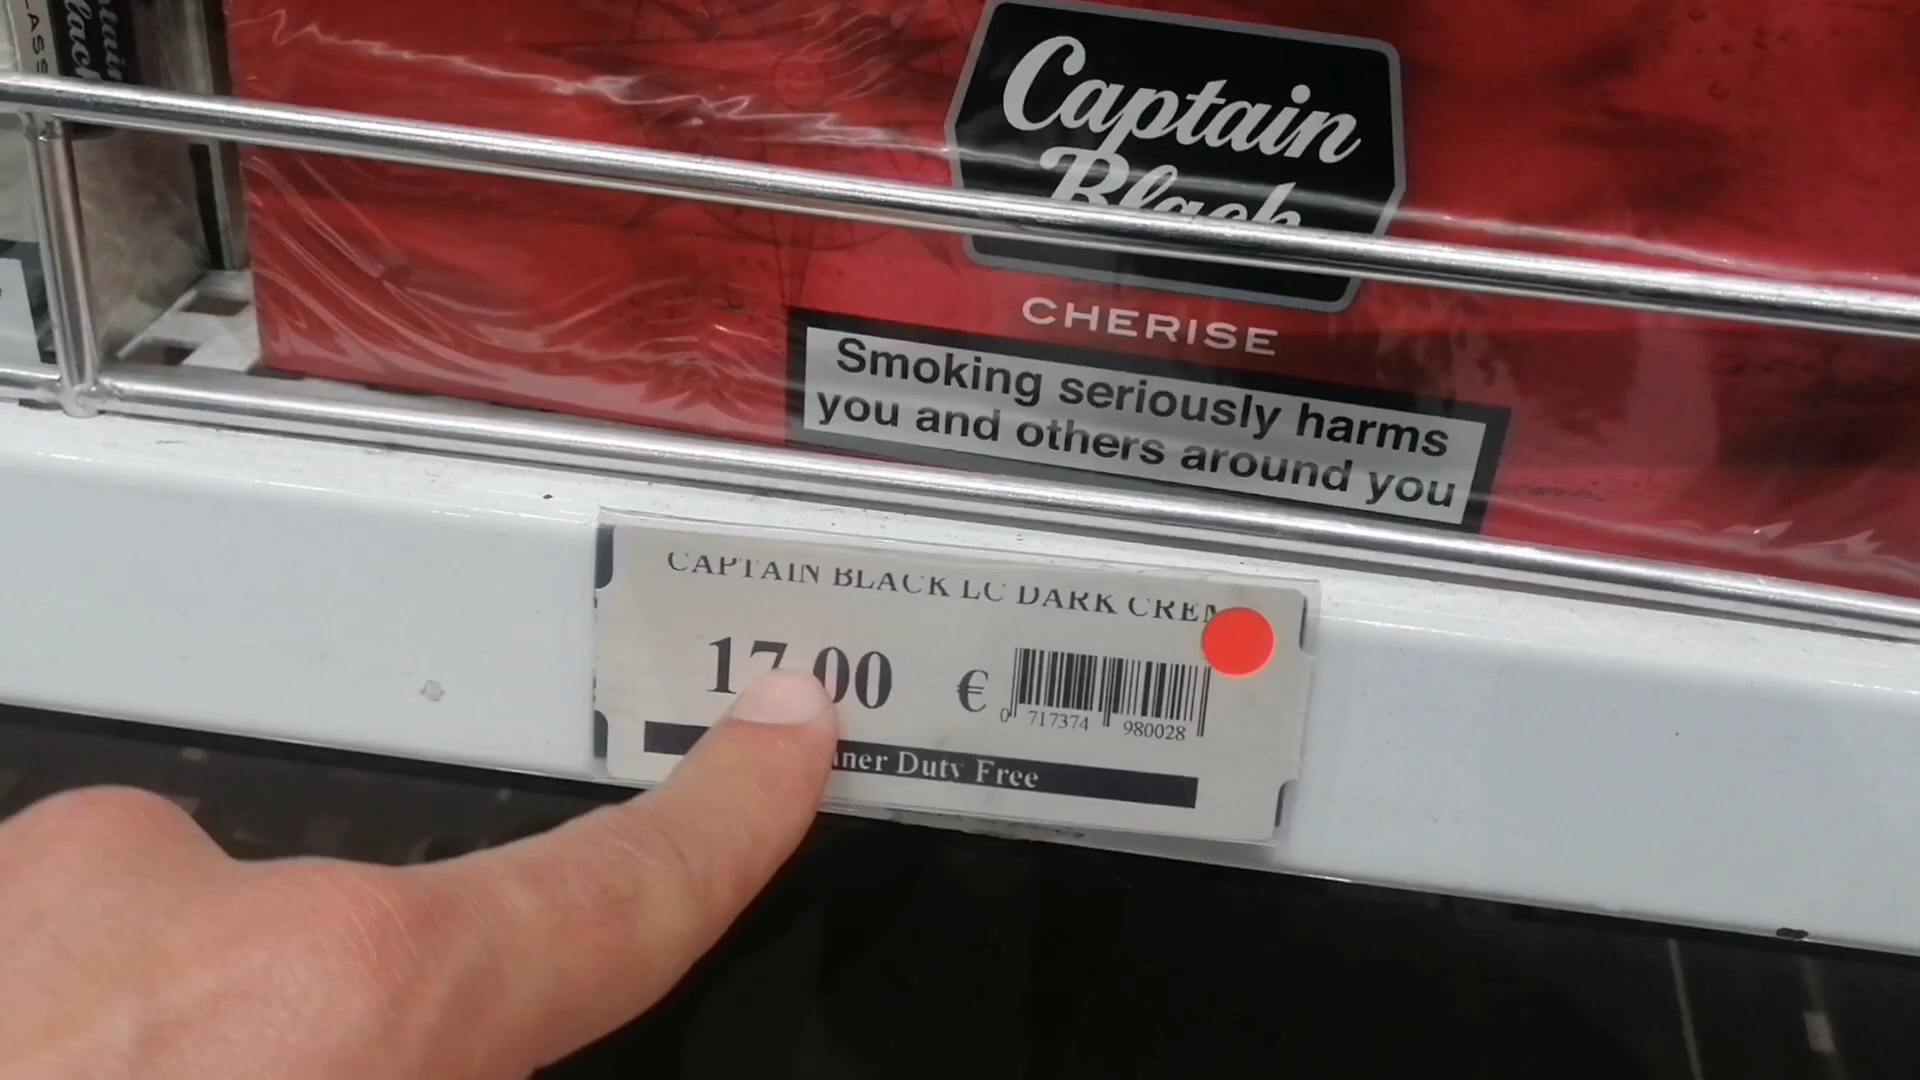 Captain
Black
CHERISE
Smoking seriously harms
you and others around you
CAPTAIN BLACK LC DARK CREM
17.00 €
0 717374 980028
ner Duty Free